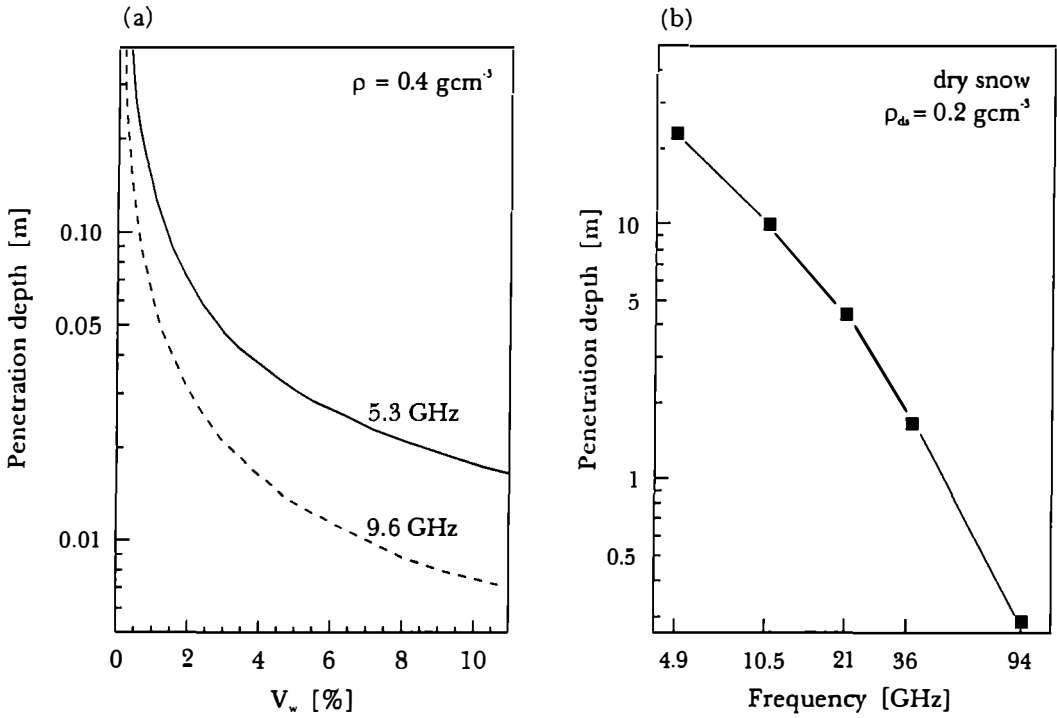 (a)
ρ = 0.4 gcm⁻³
Penetration depth [m]
0.10
0.05
0.01
5.3 GHz
9.6 GHz
0 2 4 6 8 10
V_w [%]
(b)
dry snow
ρ_ds = 0.2 gcm⁻³
Penetration depth [m]
10
5
1
0.5
4.9 10.5 21 36 94
Frequency [GHz]